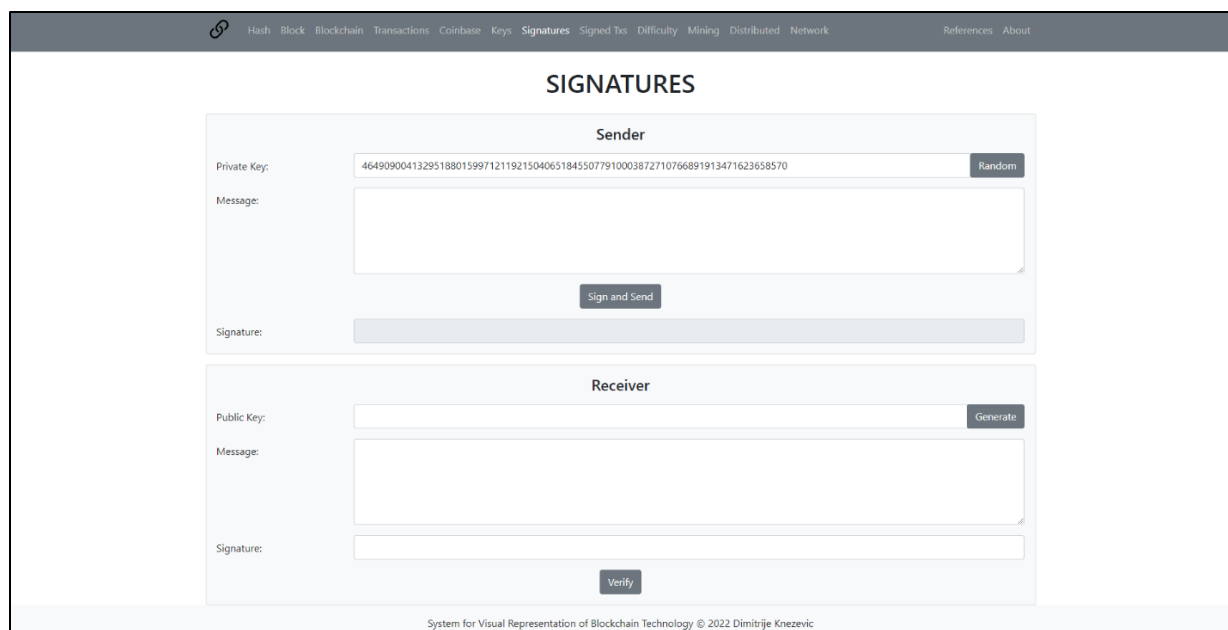 Hash Block Blockchain Transactions Coinbase Keys Signatures Signed Txs Difficulty Mining Distributed Network References About
SIGNATURES
Sender
Private Key: 46490900413295188015997121192150406518455077910003872710766891913471623658570 Random
Message:
Sign and Send
Signature:
Receiver
Public Key: Generate
Message:
Signature:
Verify
System for Visual Representation of Blockchain Technology © 2022 Dimitrije Knezevic